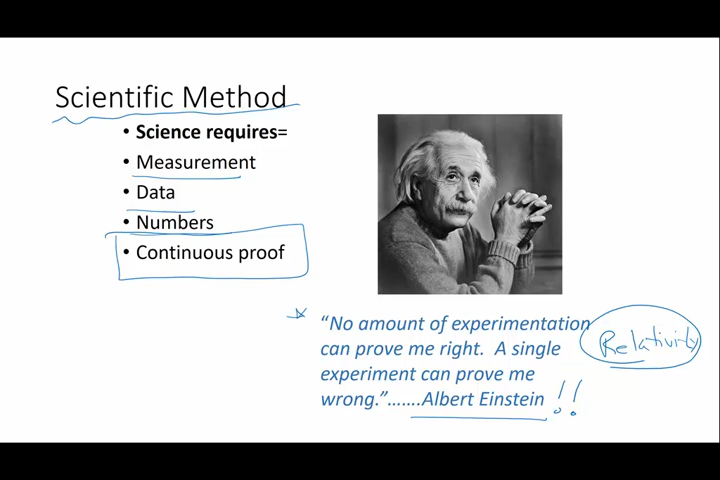 Scientific Method
• Science requires=
• Measurement
• Data
• Numbers
• Continuous proof
“No amount of experimentation
can prove me right.  A single
experiment can prove me
wrong.”…….Albert Einstein !!
Relativity